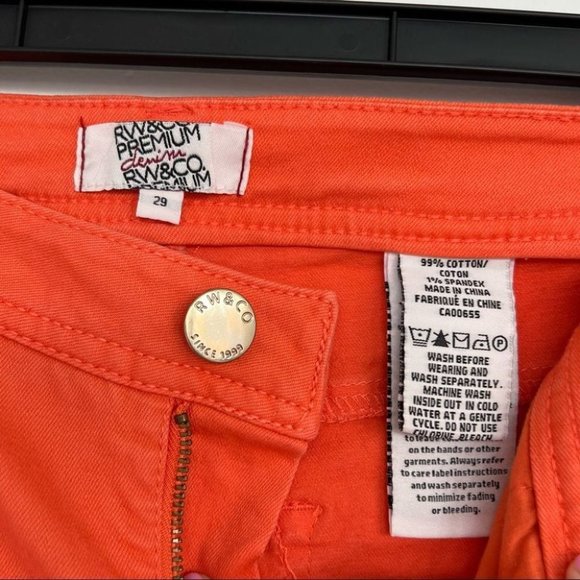 RW&CO.
PREMIUM
denim
RW&CO.
PREMIUM
29
RW&CO
SINCE 1999
99% COTTON/
COTON
1% SPANDEX
MADE IN CHINA
FABRIQUÉ EN CHINE
CA00655
WASH BEFORE
WEARING AND
WASH SEPARATELY.
MACHINE WASH
INSIDE OUT IN COLD
WATER AT A GENTLE
CYCLE. DO NOT USE
CHLORINE BLEACH
on the hands or other
garments. Always refer
to care label instructions
and wash separately
to minimize fading
or bleeding.